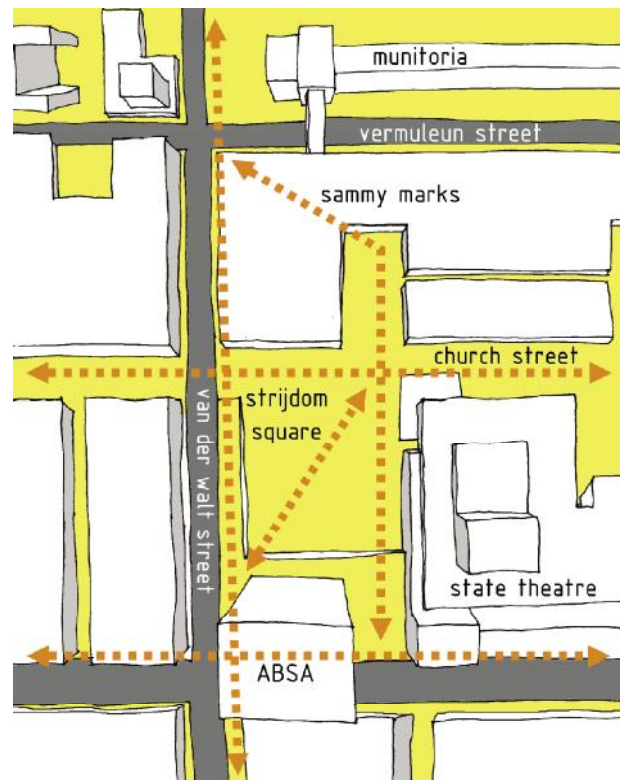 munitoria
vermuleun street
sammy marks
church street
strijdom
square
van der walt street
state theatre
ABSA